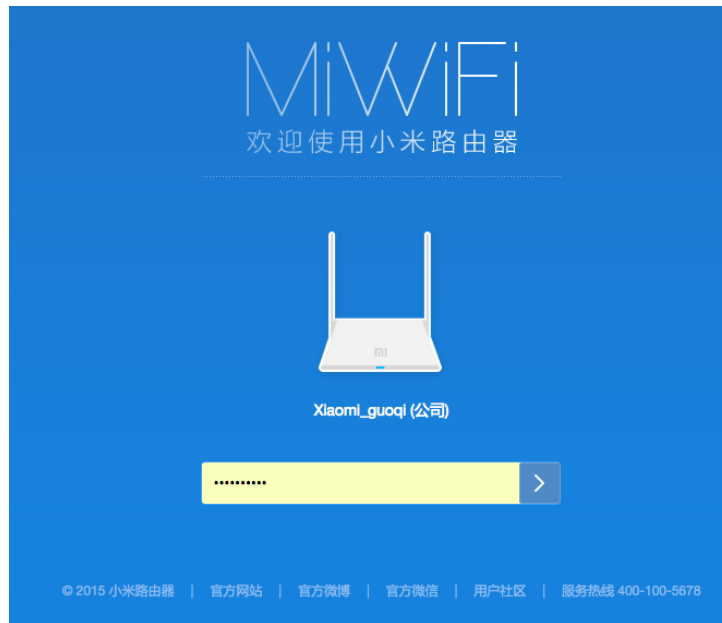 MiWiFi
欢迎使用小米路由器
mi
Xiaomi_guoqi (公司)
••••••••••
© 2015 小米路由器 | 官方网站 | 官方微博 | 官方微信 | 用户社区 | 服务热线 400-100-5678